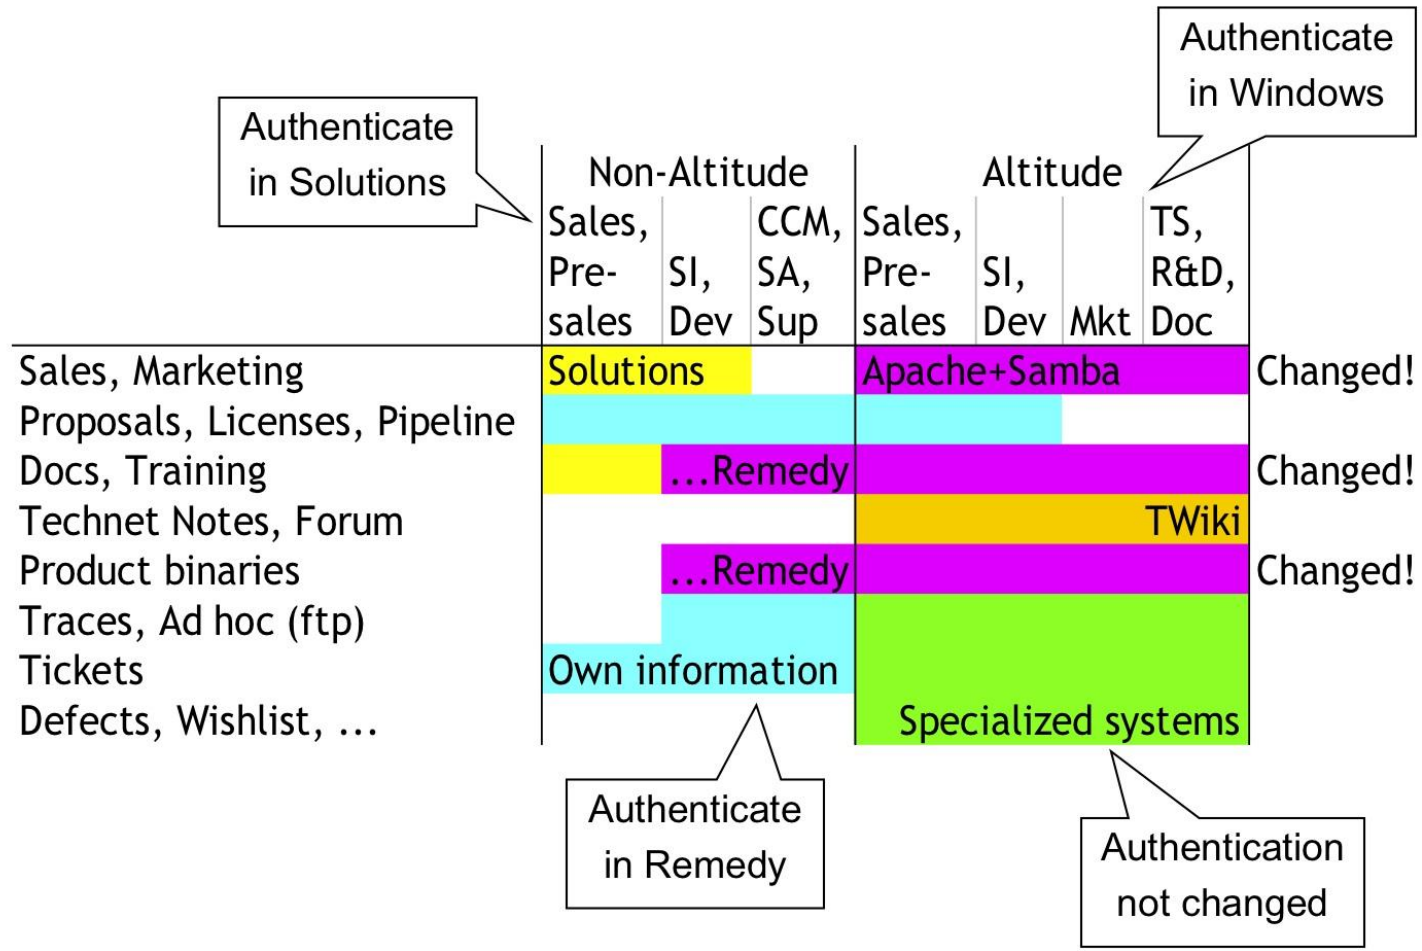 Authenticate
in Windows
Authenticate
in Solutions
Non-Altitude
Altitude
Sales,
Pre-
sales
SI,
Dev
CCM,
SA,
Sup
Sales,
Pre-
sales
SI,
Dev
Mkt
TS,
R&D,
Doc
Sales, Marketing
Solutions
Apache+Samba
Changed!
Proposals, Licenses, Pipeline
Docs, Training
...Remedy
Changed!
Technet Notes, Forum
TWiki
Product binaries
...Remedy
Changed!
Traces, Ad hoc (ftp)
Tickets
Own information
Defects, Wishlist, ...
Specialized systems
Authenticate
in Remedy
Authentication
not changed